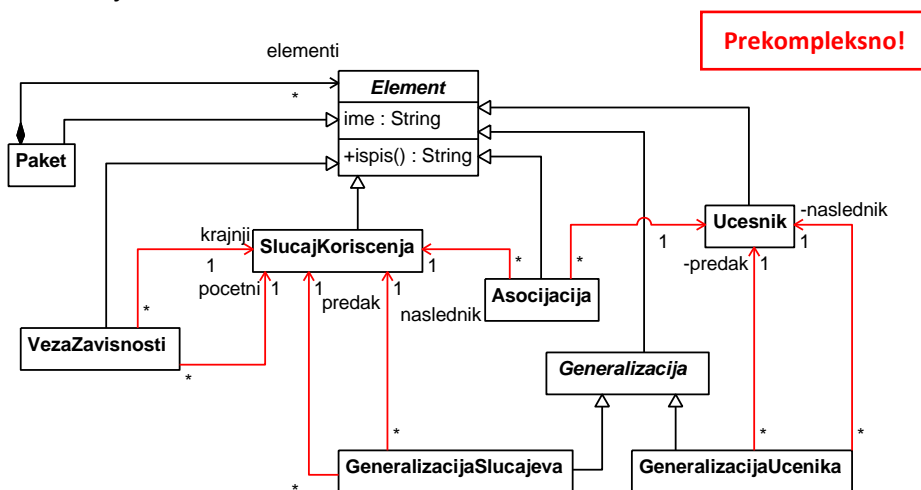 Prekompleksno!
elementi
*
Element
ime : String
+ispis() : String
Paket
Ucesnik
-naslednik
1
1
-predak
1
krajnji
1
SlucajKoriscenja
1
*
*
Asocijacija
pocetni
1
1
predak
1
naslednik
*
VezaZavisnosti
*
Generalizacija
*
*
*
*
GeneralizacijaSlucajeva
GeneralizacijaUcenika